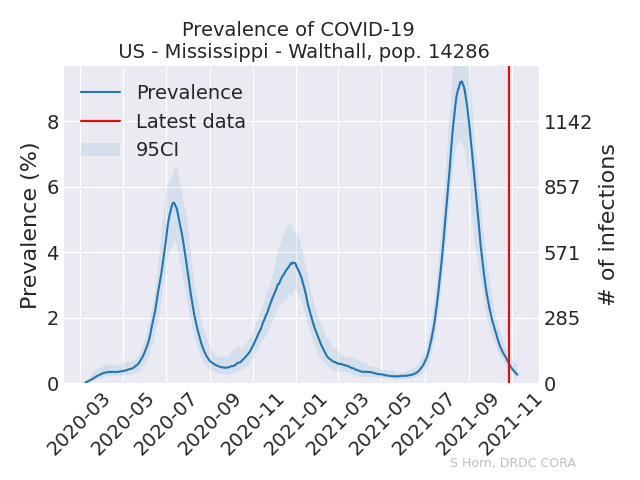 Prevalence of COVID-19
US - Mississippi - Walthall, pop. 14286
Prevalence
Latest data
95CI
Prevalence (%)
8
6
4
2
0
1142
857
571
285
0
# of infections
2020-03
2020-05
2020-07
2020-09
2020-11
2021-01
2021-03
2021-05
2021-07
2021-09
2021-11
S Horn, DRDC CORA